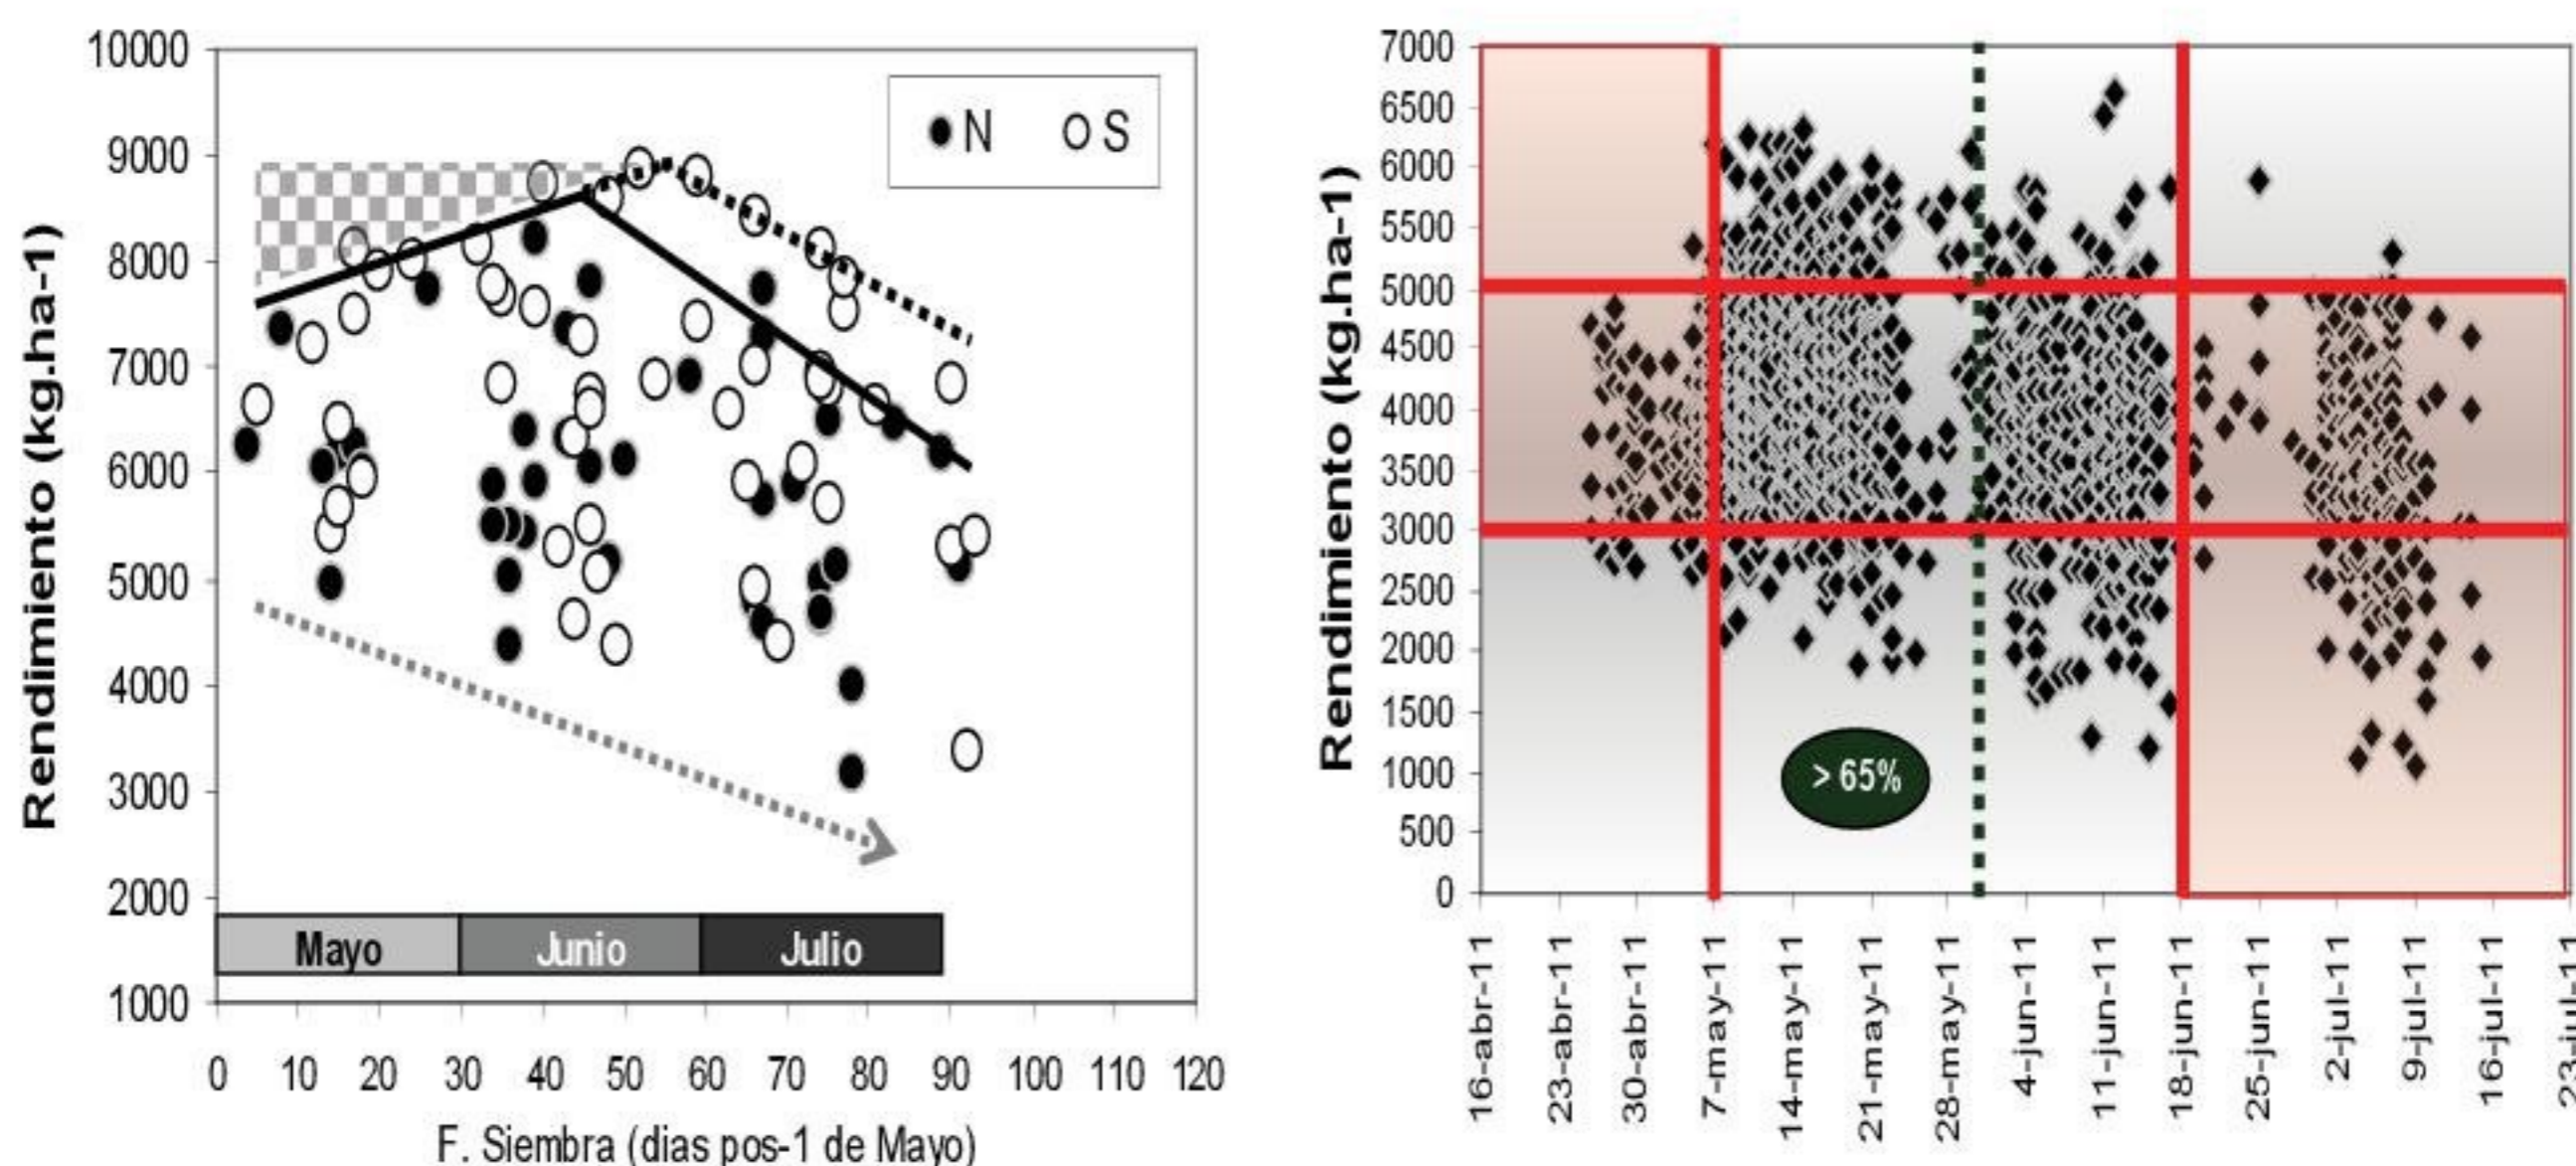 Rendimiento (kg.ha-1)
10000
9000
8000
7000
6000
5000
4000
3000
2000
1000
N S
Mayo Junio Julio
0 10 20 30 40 50 60 70 80 90 100 110 120
F. Siembra (dias pos-1 de Mayo)
Rendimiento (kg.ha-1)
7000
6500
6000
5500
5000
4500
4000
3500
3000
2500
2000
1500
1000
500
0
> 65%
16-abr-11
23-abr-11
30-abr-11
7-may-11
14-may-11
21-may-11
28-may-11
4-jun-11
11-jun-11
18-jun-11
25-jun-11
2-jul-11
9-jul-11
16-jul-11
23-jul-11